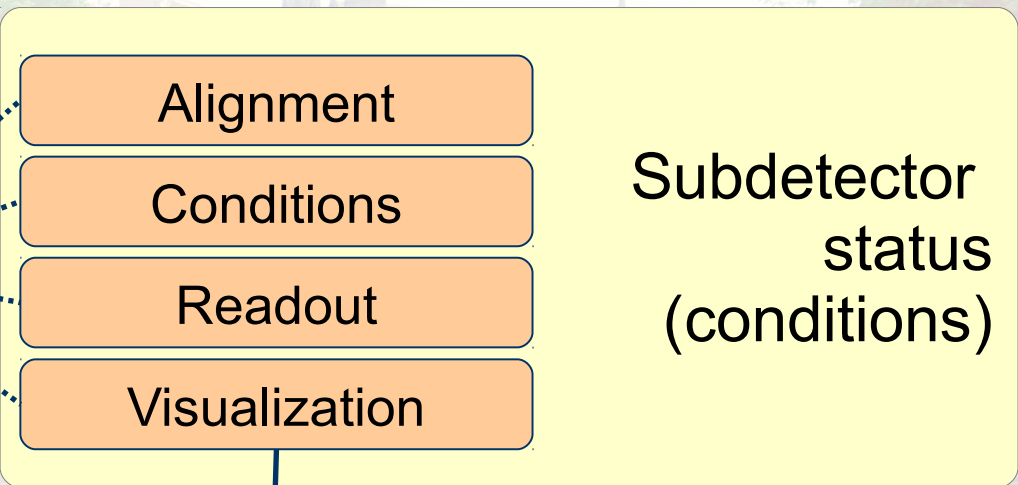 Alignment
Conditions
Readout
Visualization
Subdetector
status
(conditions)